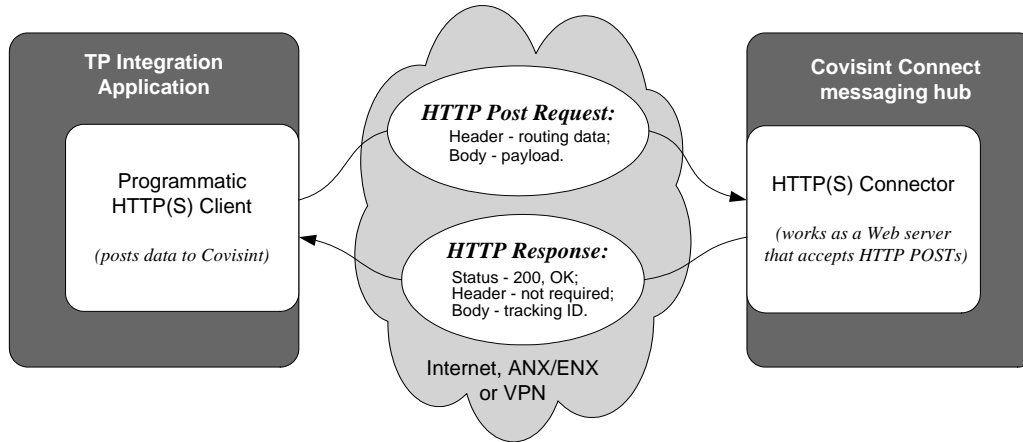 TP Integration
Application
Programmatic
HTTP(S) Client
(posts data to Covisint)
HTTP Post Request:
Header - routing data;
Body - payload.
HTTP Response:
Status - 200, OK;
Header - not required;
Body - tracking ID.
Internet, ANX/ENX
or VPN
Covisint Connect
messaging hub
HTTP(S) Connector
(works as a Web server
that accepts HTTP POSTs)